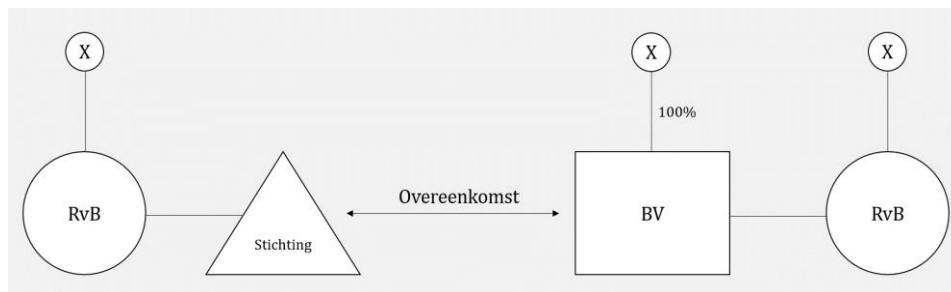 X
X
X
100%
Overeenkomst
RvB
Stichting
BV
RvB